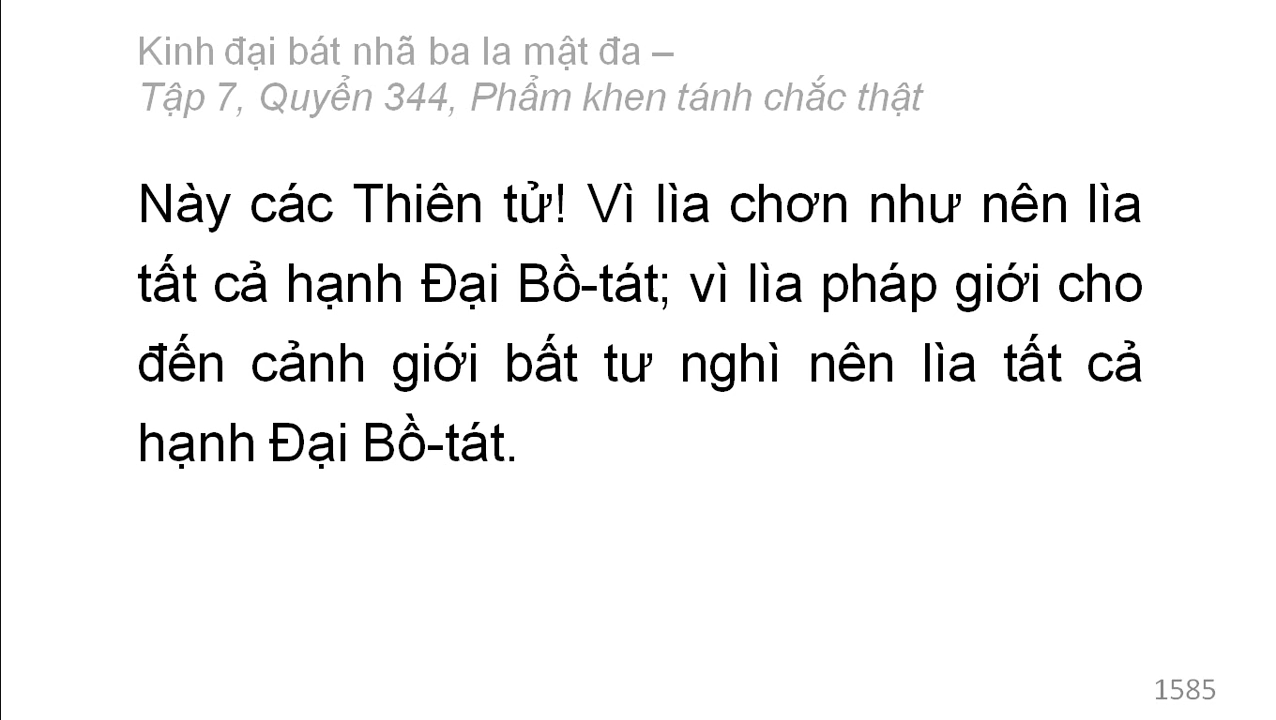 Kinh đại bát nhã ba la mật đa –
Tập 7, Quyển 344, Phẩm khen tánh chắc thật
Này các Thiên tử! Vì lìa chơn như nên lìa
tất cả hạnh Đại Bồ-tát; vì lìa pháp giới cho
đến cảnh giới bất tư nghì nên lìa tất cả
hạnh Đại Bồ-tát.
1585